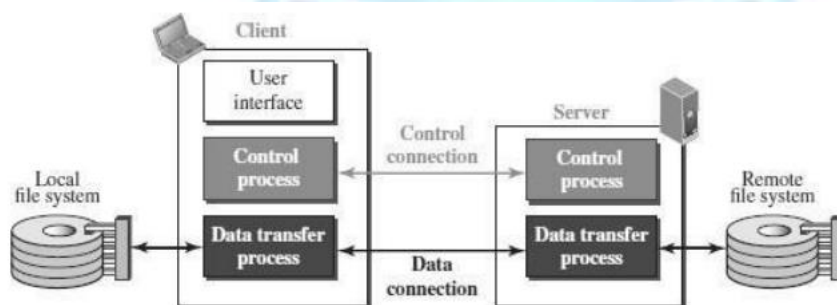 Client
User
interface
Server
Control
connection
Control
process
Control
process
Local
file system
Remote
file system
Data transfer
process
Data transfer
process
Data
connection